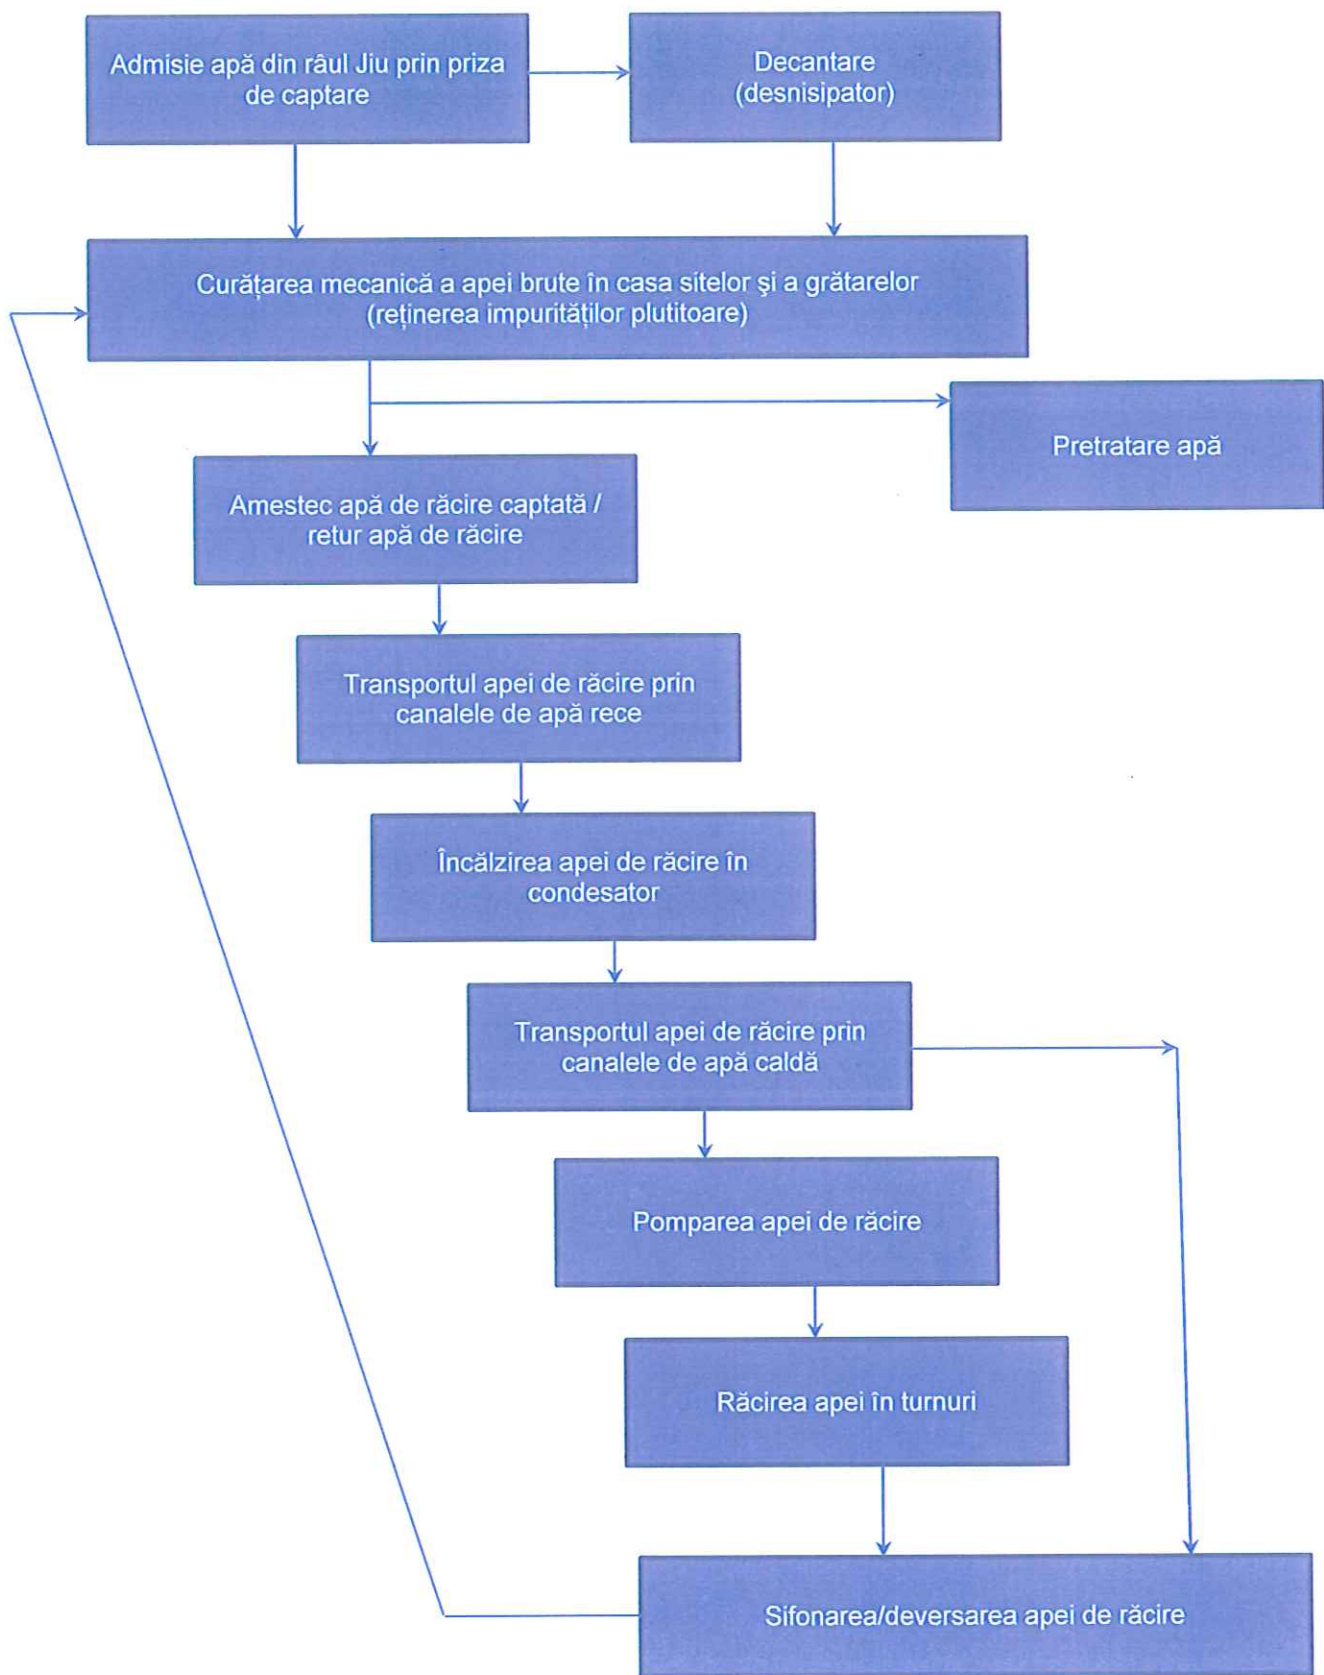 Admisie apă din râul Jiu prin priza
de captare
Decantare
(desnisipator)
Curățarea mecanică a apei brute în casa sitelor şi a grătarelor
(reținerea impurităților plutitoare)
Pretratare apă
Amestec apă de răcire captată /
retur apă de răcire
Transportul apei de răcire prin
canalele de apă rece
Încălzirea apei de răcire în
condesator
Transportul apei de răcire prin
canalele de apă caldă
Pomparea apei de răcire
Răcirea apei în turnuri
Sifonarea/deversarea apei de răcire